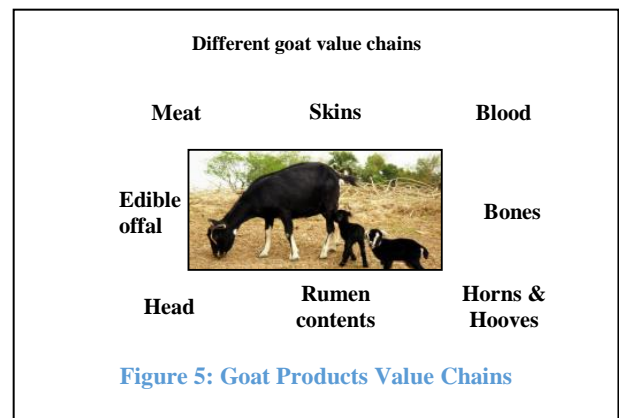 Different goat value chains
Meat Skins Blood
Edible
offal
Bones
Head
Rumen
contents
Horns &
Hooves
Figure 5: Goat Products Value Chains